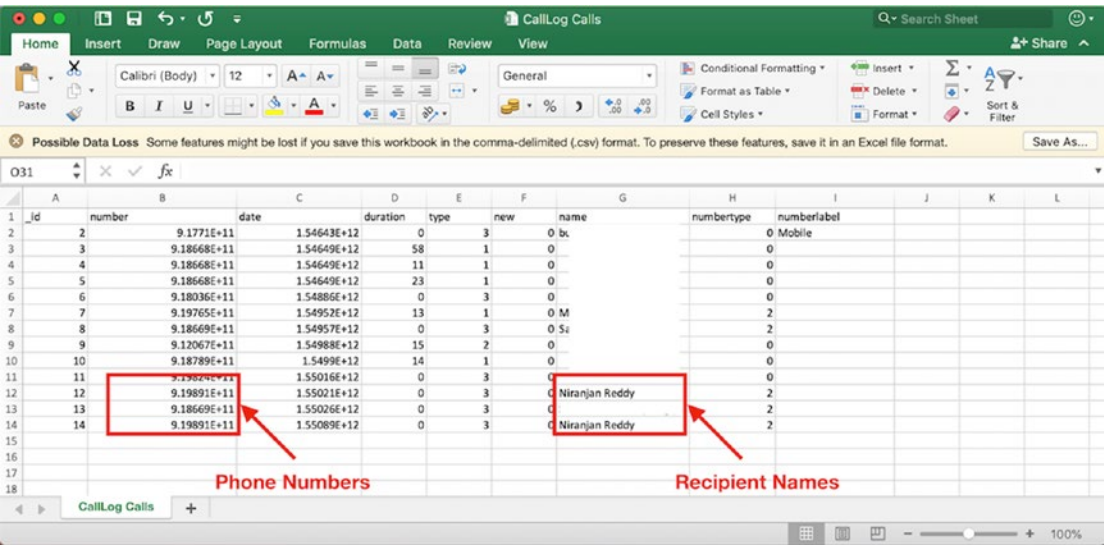 CallLog Calls
Search Sheet
Home Insert Draw Page Layout Formulas Data Review View Share
Paste
Calibri (Body) 12 A A
B I U A
General
% )
Conditional Formatting
Format as Table
Cell Styles
Insert
Delete
Format
Sort &
Filter
Possible Data Loss Some features might be lost if you save this workbook in the comma-delimited (.csv) format. To preserve these features, save it in an Excel file format. Save As...
O31 fx
A B C D E F G H I J K L
1 _id number date duration type new name numbertype numberlabel
2 2 9.1771E+11 1.54643E+12 0 3 0 0 Mobile
3 3 9.18668E+11 1.54649E+12 58 1 0 0
4 4 9.18668E+11 1.54649E+12 11 1 0 0
5 5 9.18668E+11 1.54649E+12 23 1 0 0
6 6 9.18036E+11 1.54886E+12 0 3 0 0
7 7 9.19765E+11 1.54952E+12 13 1 0 M 2
8 8 9.18669E+11 1.54957E+12 0 3 0 2
9 9 9.12067E+11 1.54988E+12 15 2 0 0
10 10 9.18789E+11 1.5499E+12 14 1 0 0
11 11 9.19824E+11 1.55016E+12 0 3 0 0
12 12 9.19891E+11 1.55021E+12 0 3 0 Niranjan Reddy 2
13 13 9.18669E+11 1.55026E+12 0 3 0 2
14 14 9.19891E+11 1.55089E+12 0 3 0 Niranjan Reddy 2
15
16
17
18
Phone Numbers
Recipient Names
CallLog Calls +
100%